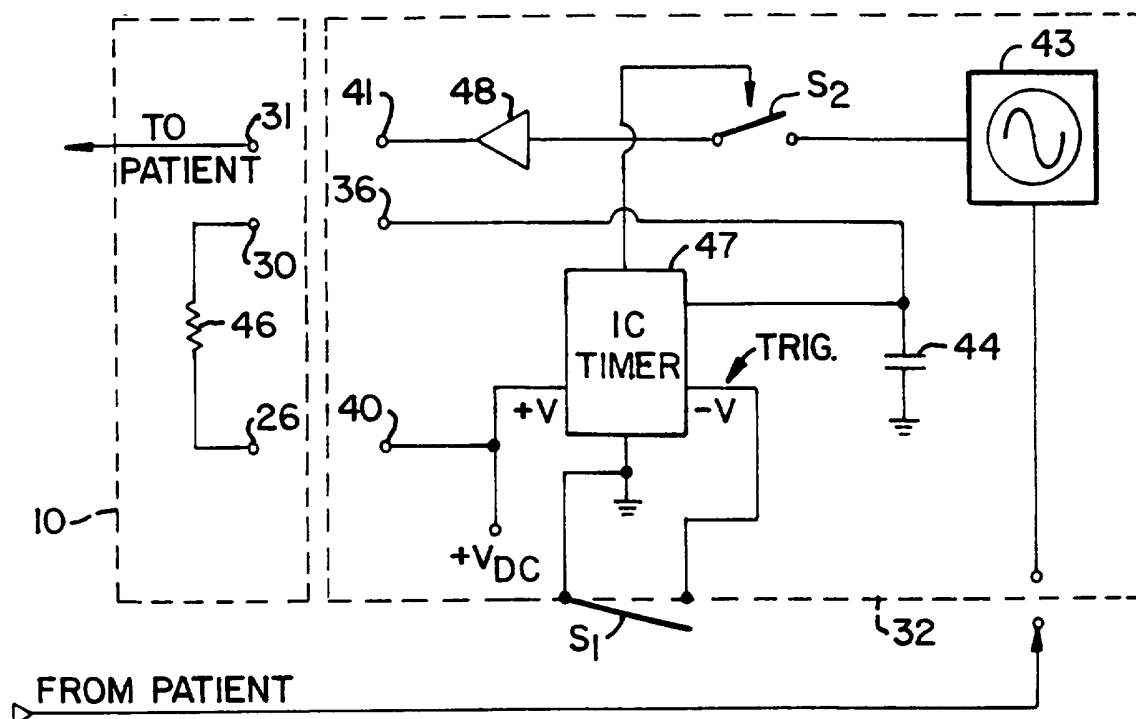 43
41
48
S2
31
TO
PATIENT
36
30
47
46
IC
TIMER
TRIG.
44
+V
-V
26
40
10
+VDC
S1
32
FROM PATIENT